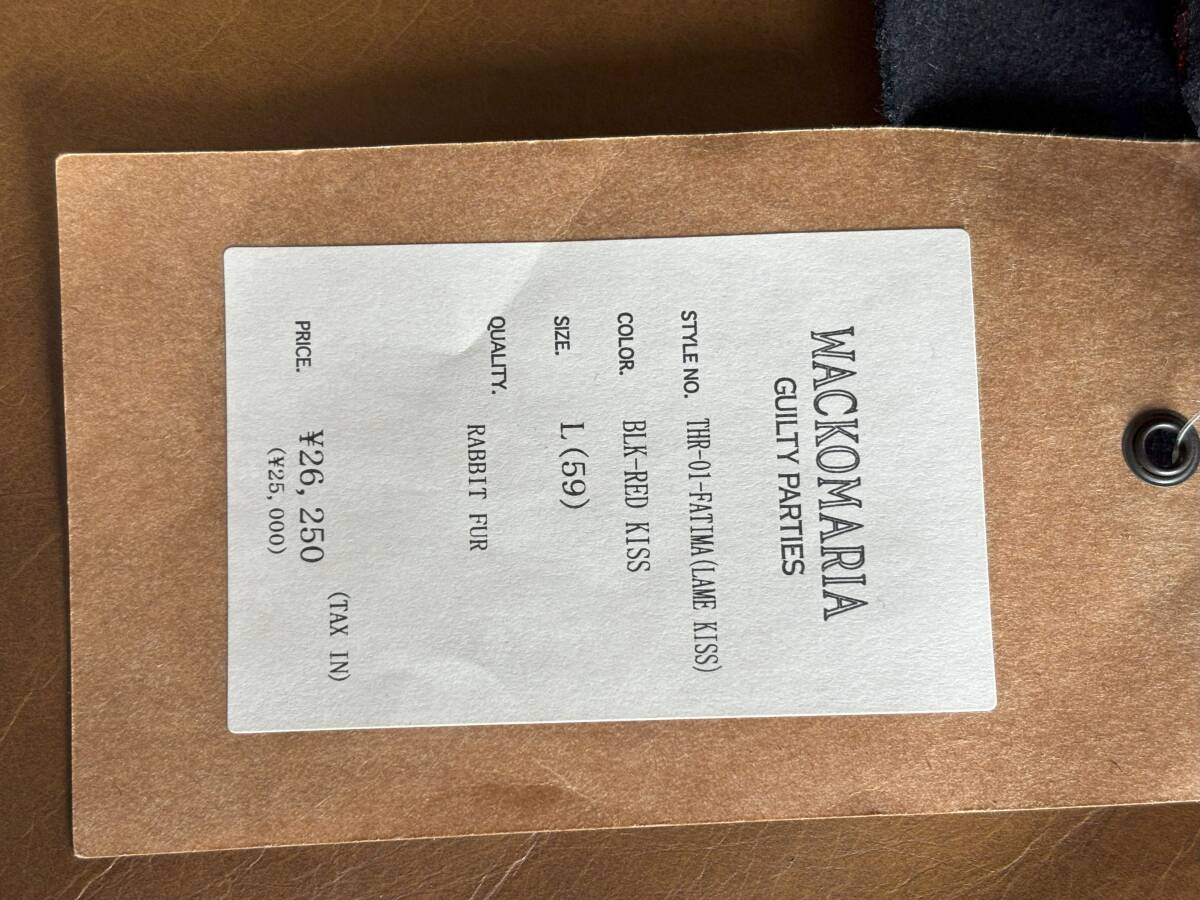 WACKOMARIA
GUILTY PARTIES
STYLE NO. THR-01-FATIMA(LAME KISS)
COLOR. BLK-RED KISS
SIZE. L(59)
QUALITY. RABBIT FUR
PRICE. ¥26,250 (TAX IN)
(¥25,000)